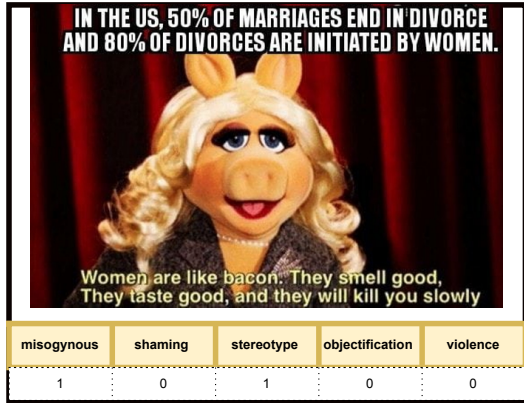 IN THE US, 50% OF MARRIAGES END IN DIVORCE
AND 80% OF DIVORCES ARE INITIATED BY WOMEN.
Women are like bacon. They smell good,
They taste good, and they will kill you slowly
misogynous shaming stereotype objectification violence
1 0 1 0 0